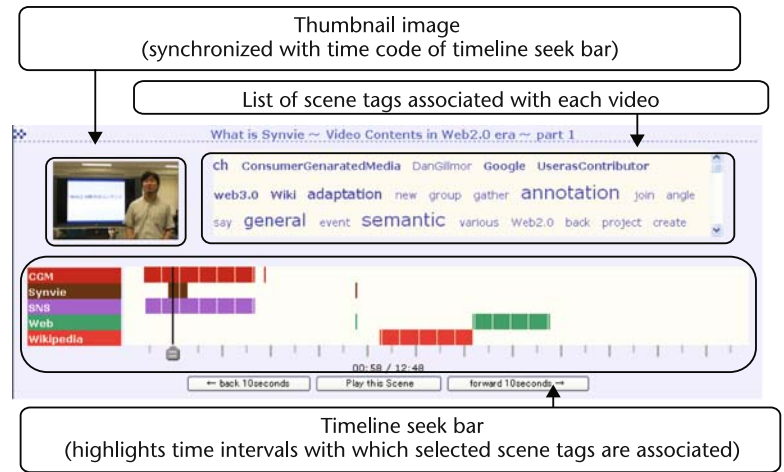 Thumbnail image
(synchronized with time code of timeline seek bar)
List of scene tags associated with each video
What is Synvie ~ Video Contents in Web2.0 era ~ part 1
ch ConsumerGenaratedMedia DanGillmor Google UserasContributor
web3.0 Wiki adaptation new group gather annotation join angle
say general event semantic various Web2.0 back project create
CGM
Synvie
SNS
Web
Wikipedia
00:58 / 12:48
← back 10seconds Play this Scene forward 10seconds →
Timeline seek bar
(highlights time intervals with which selected scene tags are associated)